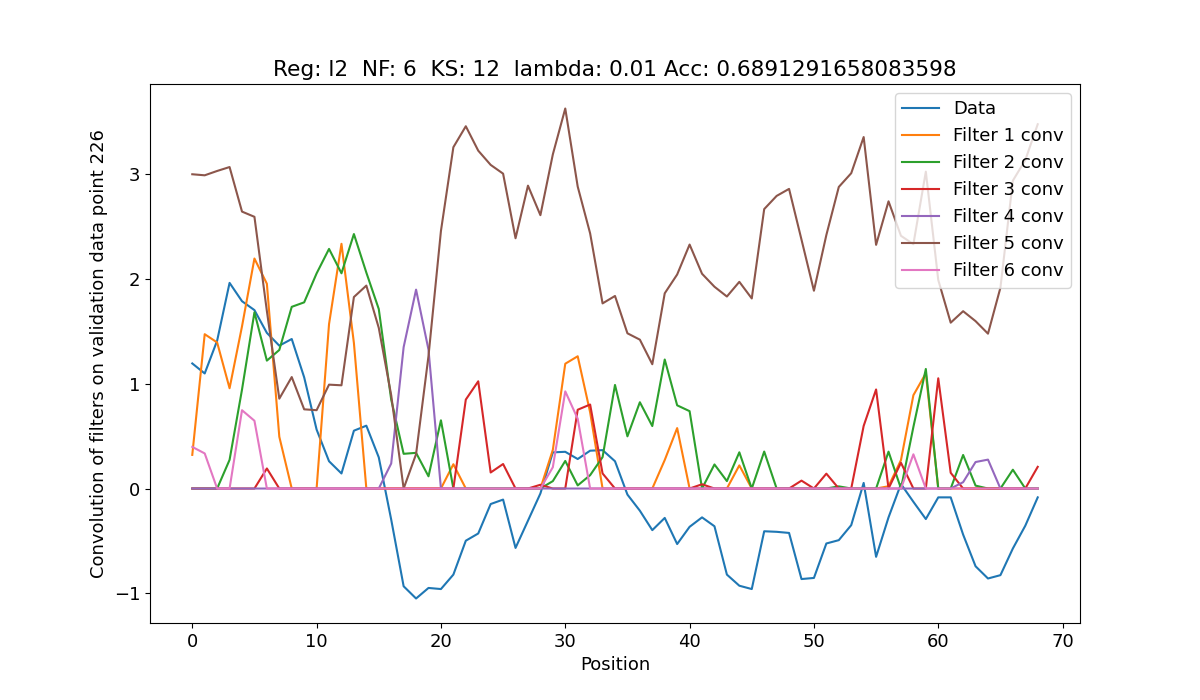 Reg: l2  NF: 6  KS: 12  lambda: 0.01 Acc: 0.6891291658083598
Convolution of filters on validation data point 226
3
2
1
0
−1
Data
Filter 1 conv
Filter 2 conv
Filter 3 conv
Filter 4 conv
Filter 5 conv
Filter 6 conv
0 10 20 30 40 50 60 70
Position